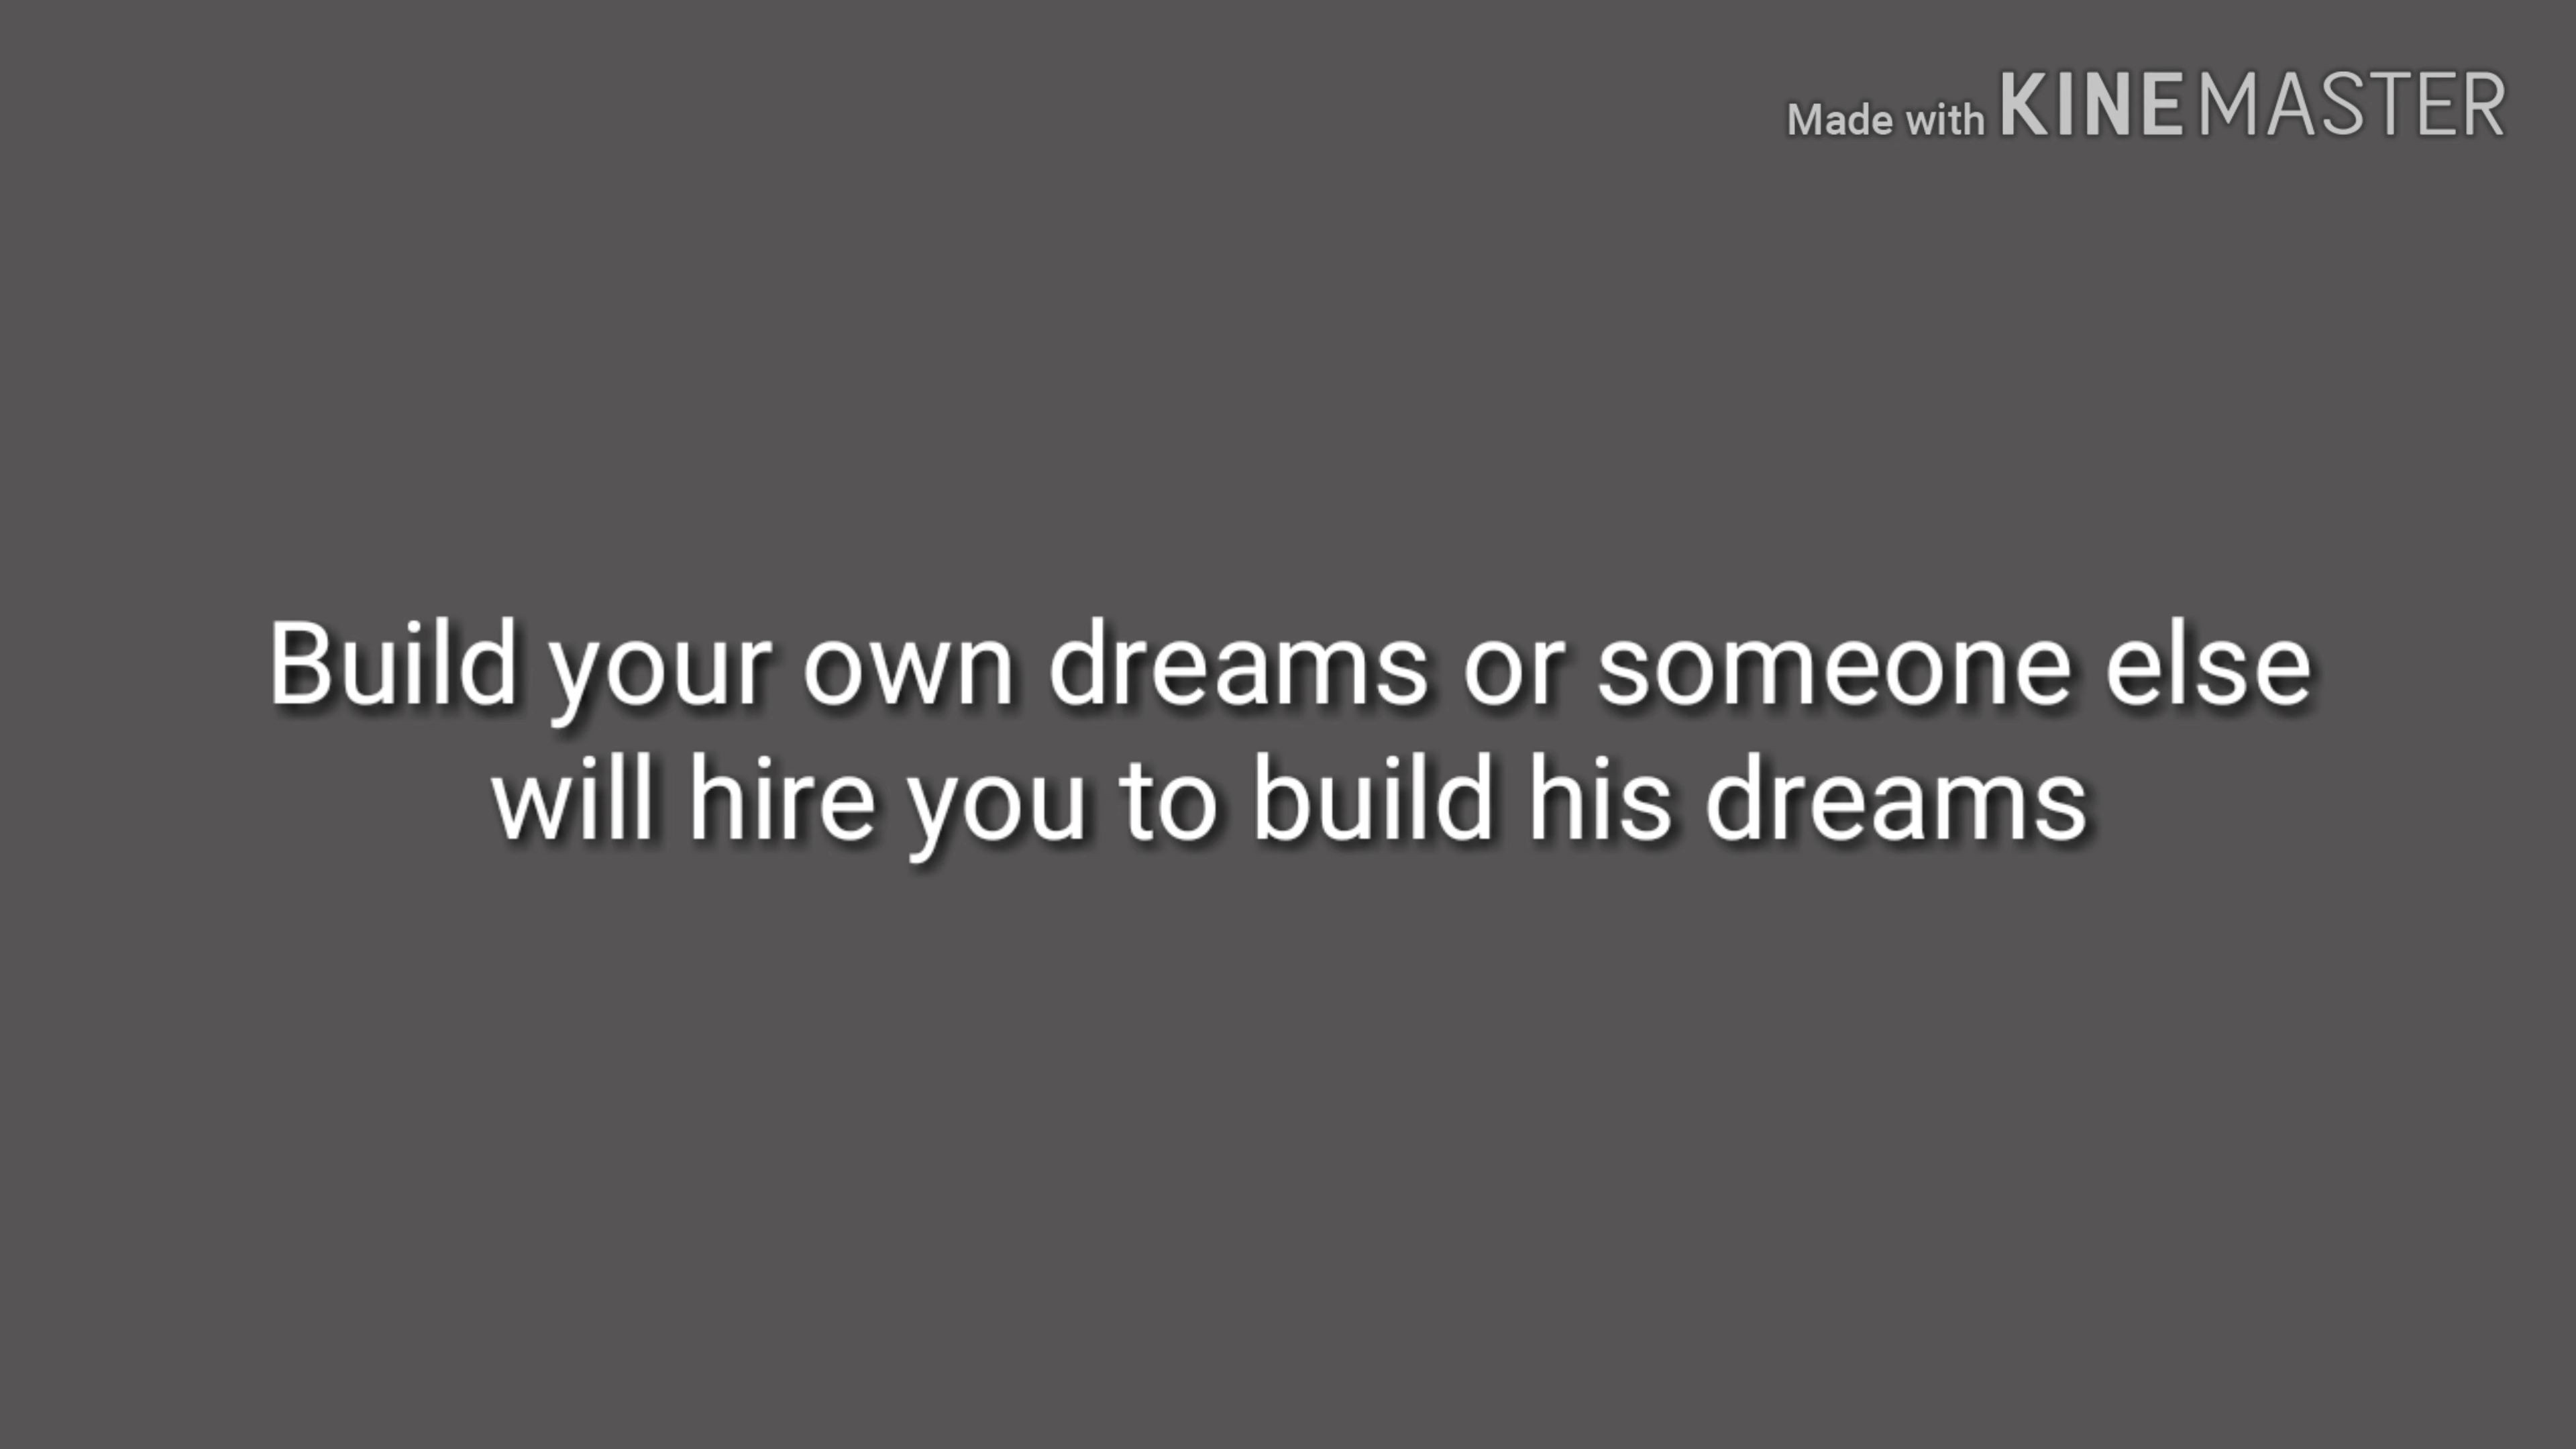 Made with KINEMASTER
Build your own dreams or someone else
will hire you to build his dreams